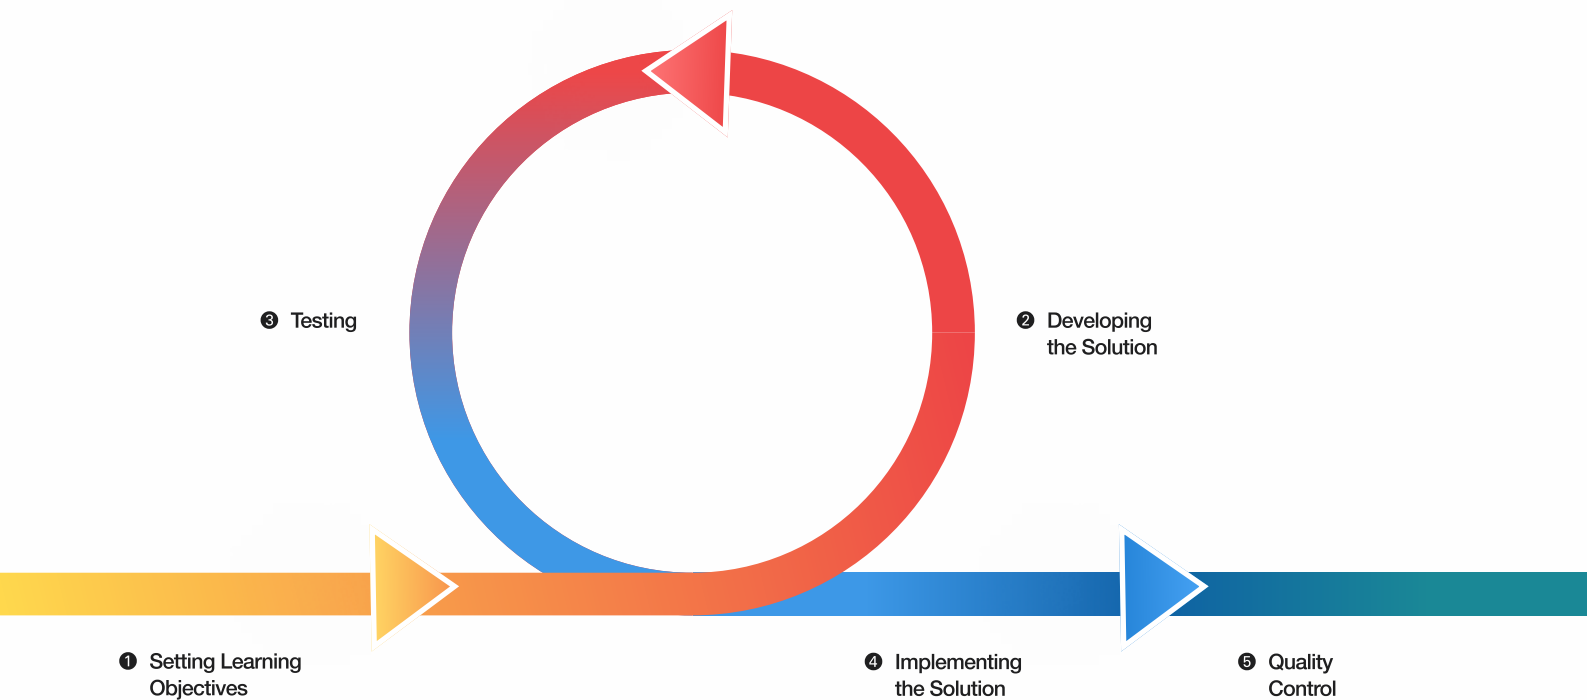 ❸ Testing
❷ Developing
the Solution
❶ Setting Learning
Objectives
❹ Implementing
the Solution
❺ Quality
Control